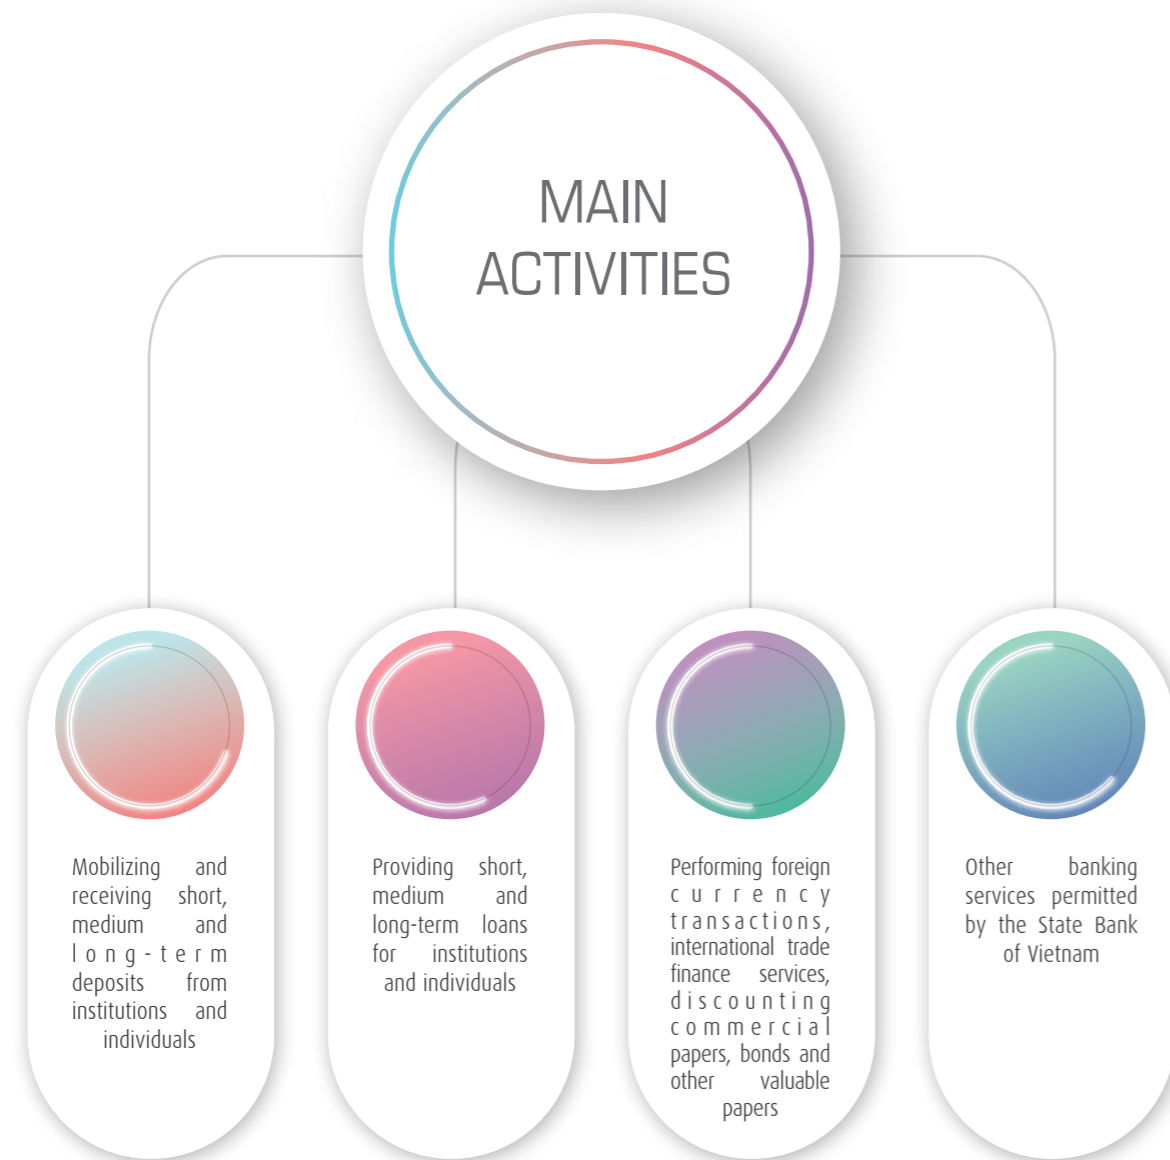 MAIN
ACTIVITIES
Mobilizing and
receiving short,
medium and
long-term
deposits from
institutions and
individuals
Providing short,
medium and
long-term loans
for institutions
and individuals
Performing foreign
currency
transactions,
international trade
finance services,
discounting
commercial
papers, bonds and
other valuable
papers
Other banking
services permitted
by the State Bank
of Vietnam